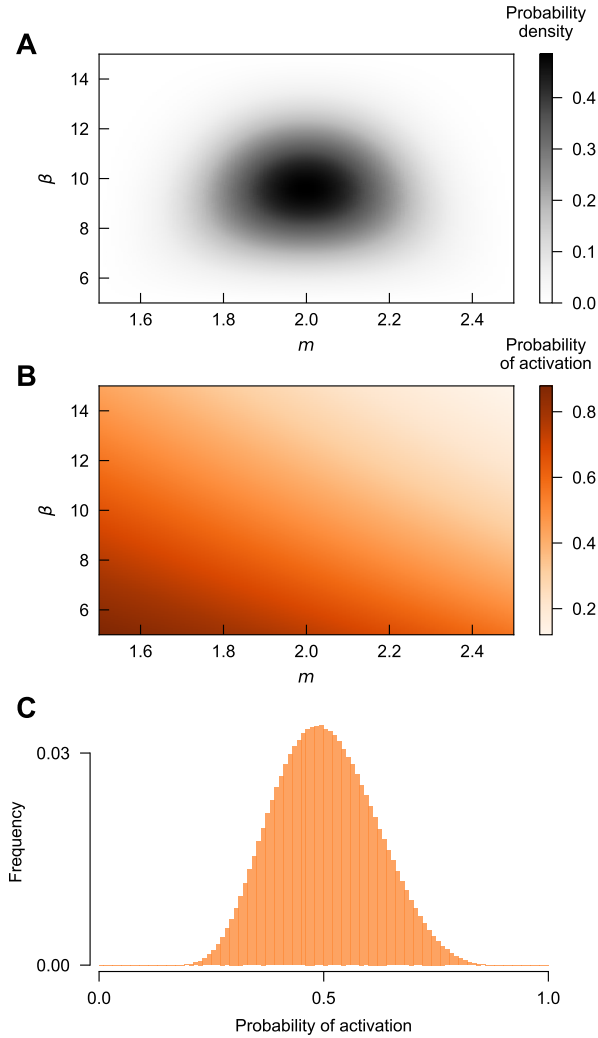 Probability
density
A
14
12
10
8
6
β
1.6 1.8 2.0 2.2 2.4
m
0.4
0.3
0.2
0.1
0.0
Probability
of activation
B
14
12
10
8
6
β
1.6 1.8 2.0 2.2 2.4
m
0.8
0.6
0.4
0.2
C
0.03
0.00
Frequency
0.0 0.5 1.0
Probability of activation